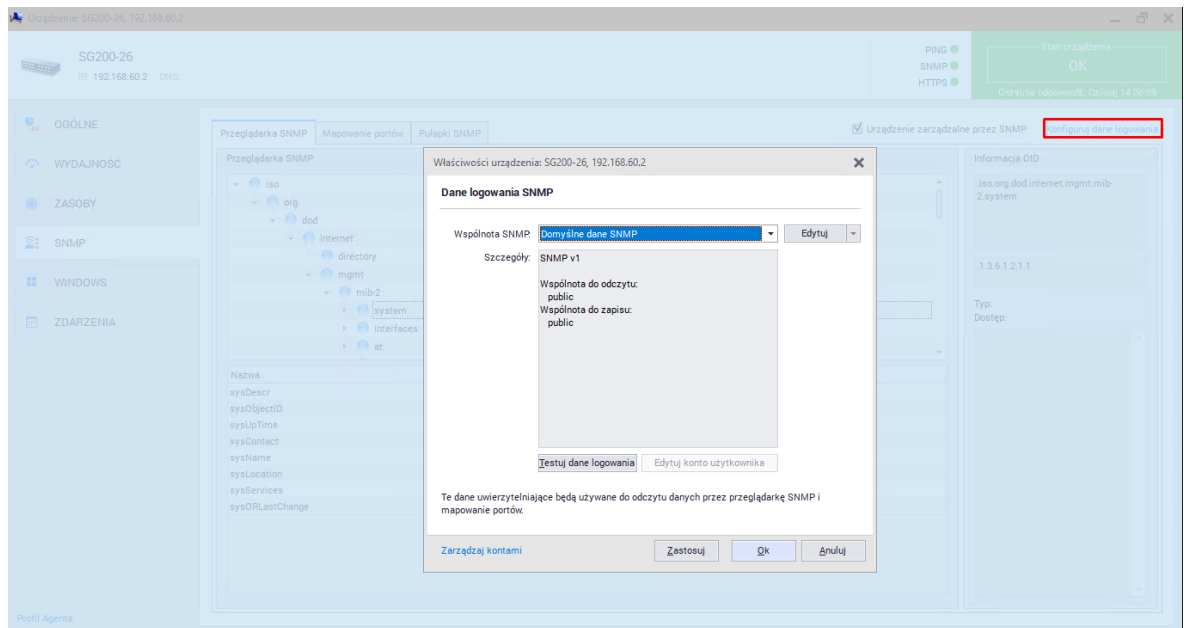 Urządzenie: SG200-26, 192.168.60.2
SG200-26
IP: 192.168.60.2 DNS:
PING
SNMP
HTTPS
Stan urządzenia
OK
Ostatnia odpowiedź: Dzisiaj 14:00:09
OGÓLNE
WYDAJNOŚĆ
ZASOBY
SNMP
WINDOWS
ZDARZENIA
Profil Agenta
Przeglądarka SNMP
Mapowanie portów
Pułapki SNMP
Urządzenie zarządzalne przez SNMP
Konfiguruj dane logowania
Przeglądarka SNMP
iso
org
dod
internet
directory
mgmt
mib-2
system
interfaces
at
Nazwa
sysDescr
sysObjectID
sysUpTime
sysContact
sysName
sysLocation
sysServices
sysORLastChange
Informacja OID
.iso.org.dod.internet.mgmt.mib-
2.system
.1.3.6.1.2.1.1
Typ:
Dostęp:
Właściwości urządzenia: SG200-26, 192.168.60.2
Dane logowania SNMP
Wspólnota SNMP:
Domyślne dane SNMP
Edytuj
Szczegóły:
SNMP v1
Wspólnota do odczytu:
public
Wspólnota do zapisu:
public
Testuj dane logowania
Edytuj konto użytkownika
Te dane uwierzytelniające będą używane do odczytu danych przez przeglądarkę SNMP i
mapowanie portów.
Zarządzaj kontami
Zastosuj
Ok
Anuluj